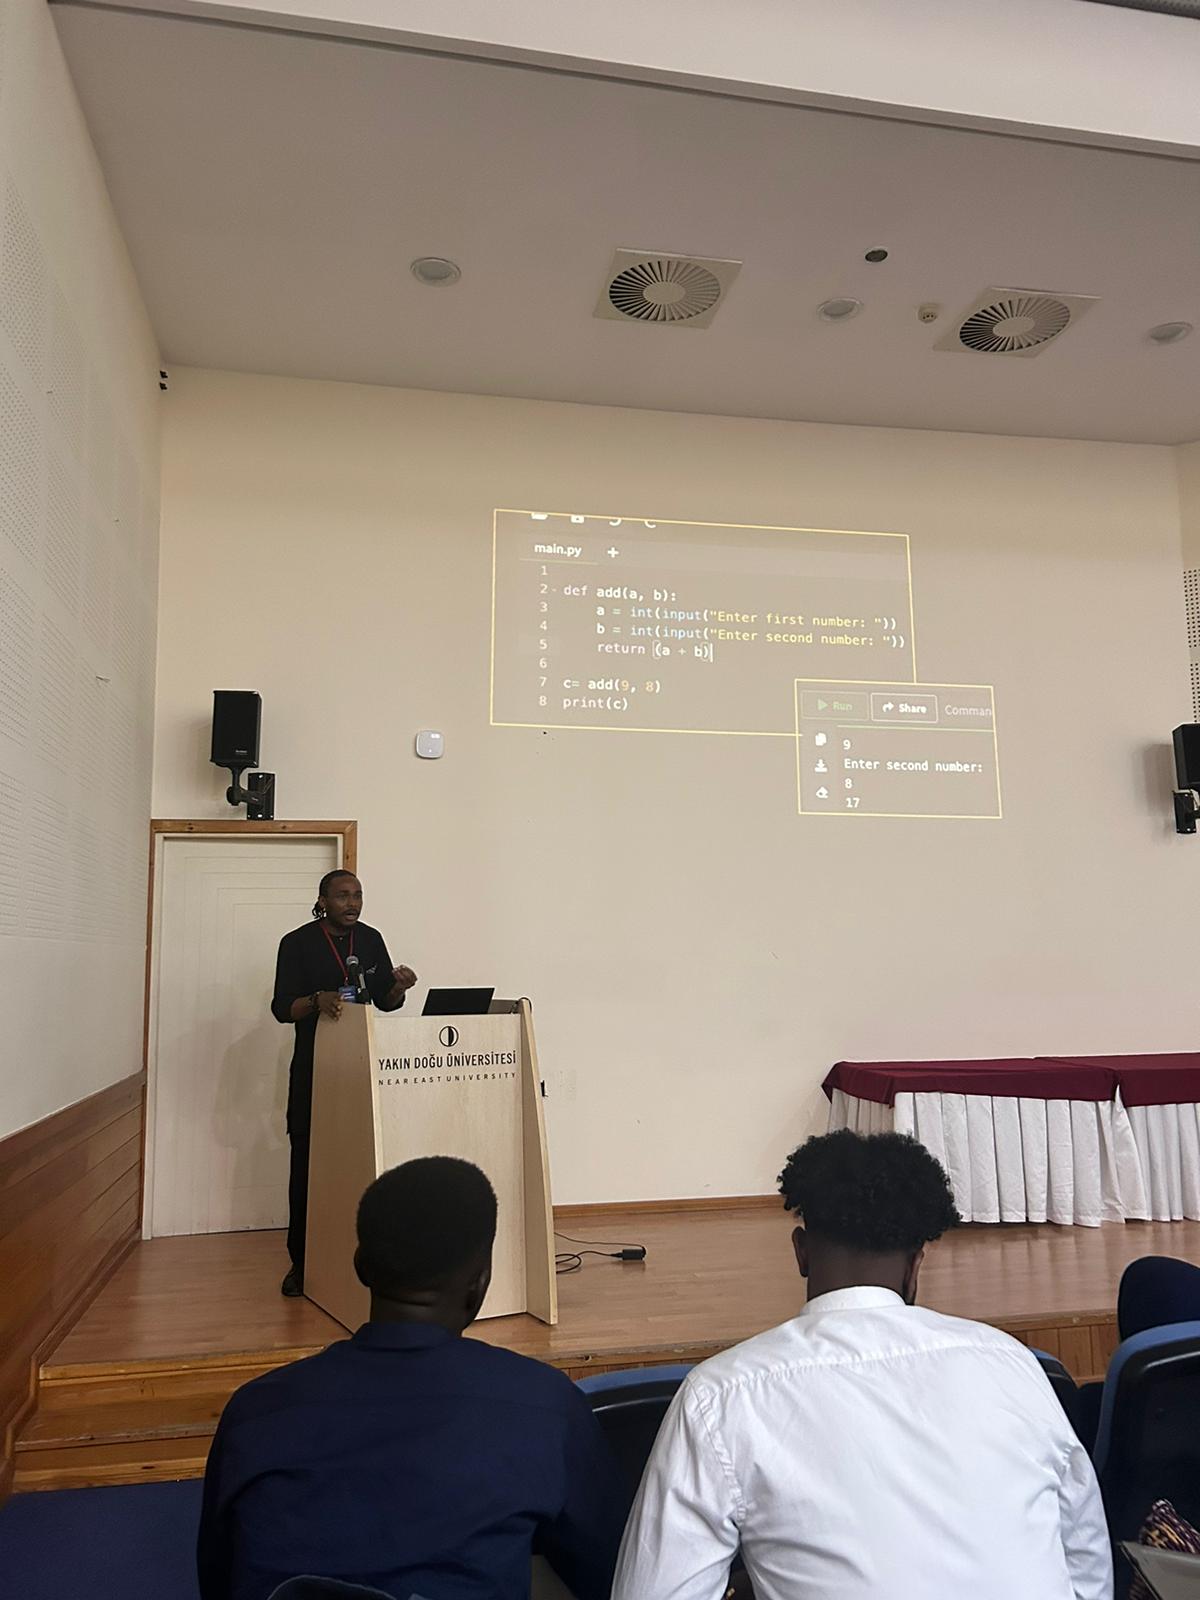 main.py +
1
2 def add(a, b):
3 a = int(input("Enter first number: "))
4 b = int(input("Enter second number: "))
5 return (a + b)
6
7 c= add(9, 8)
8 print(c)
Run Share Comman
9
Enter second number:
8
17
YAKIN DOĞU ÜNİVERSİTESİ
NEAR EAST UNIVERSITY